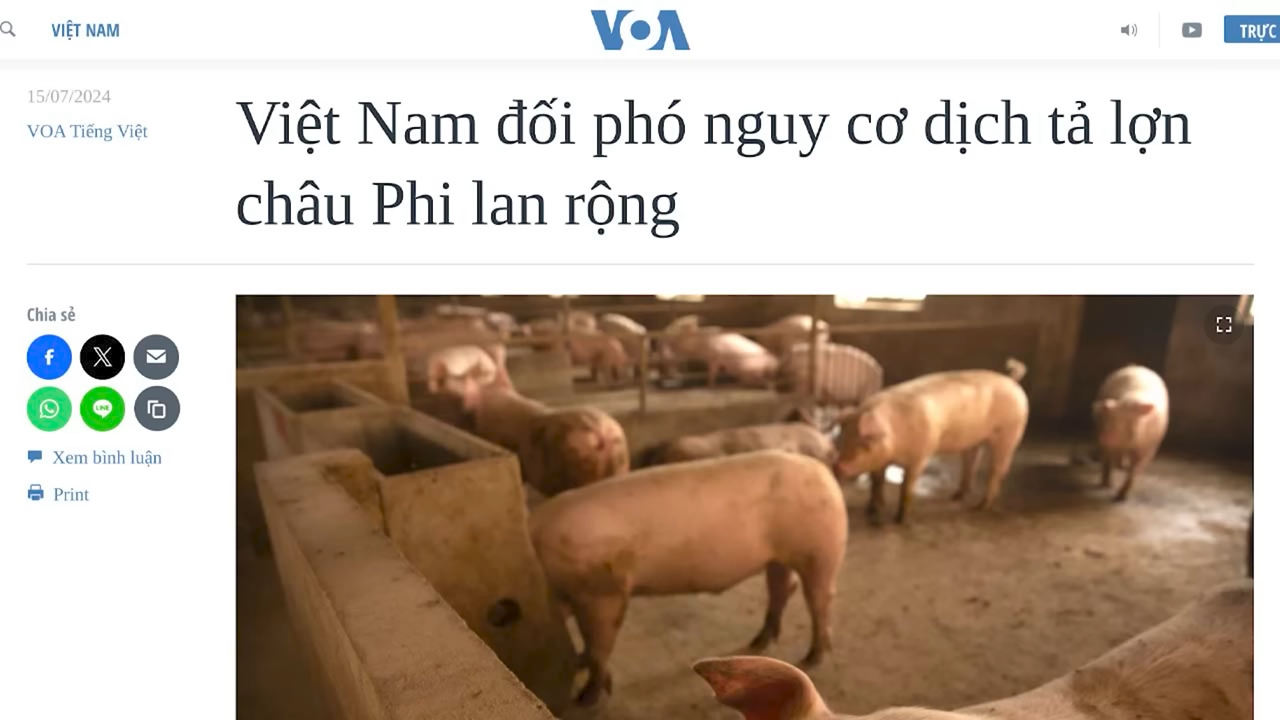 VIỆT NAM
VOA
TRỰC
15/07/2024
VOA Tiếng Việt
Việt Nam đối phó nguy cơ dịch tả lợn
châu Phi lan rộng
Chia sẻ
LINE
Xem bình luận
Print